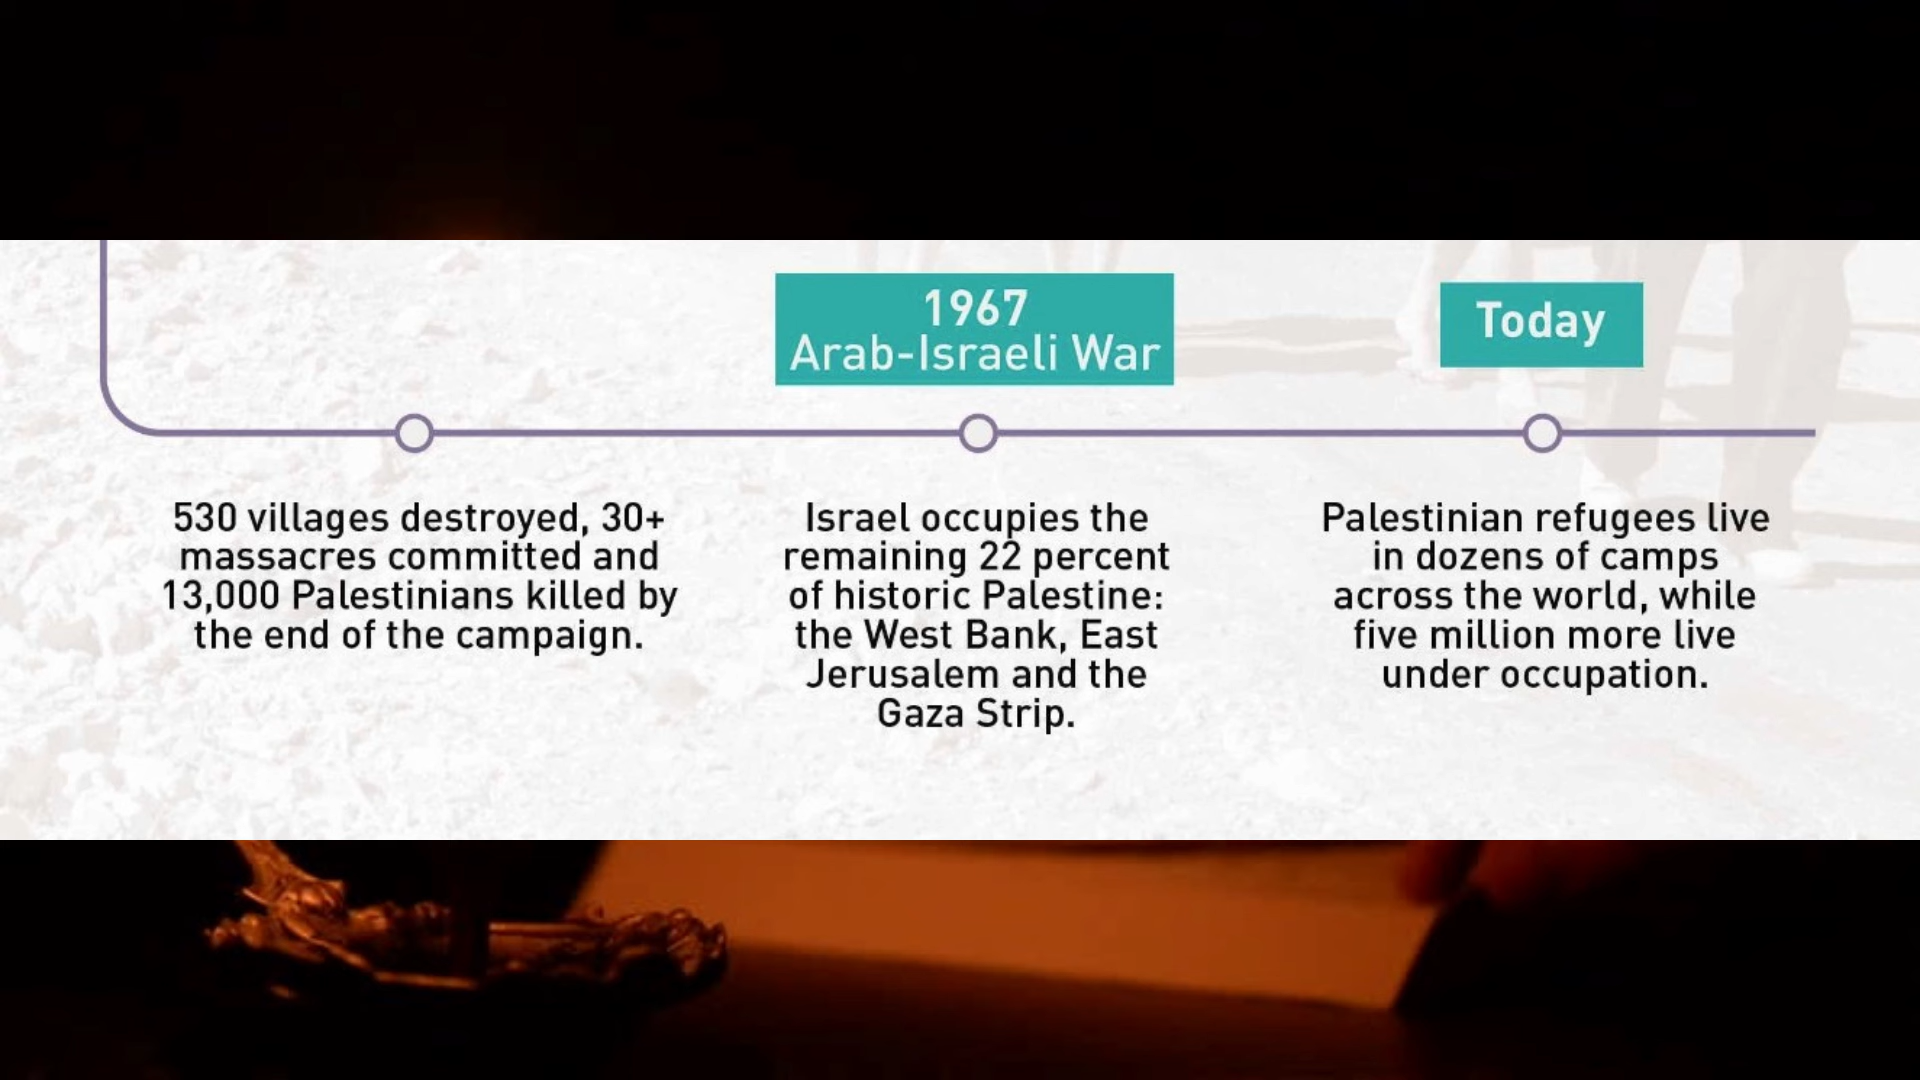 1967
Arab-Israeli War
Today
530 villages destroyed, 30+
massacres committed and
13,000 Palestinians killed by
the end of the campaign.
Israel occupies the
remaining 22 percent
of historic Palestine:
the West Bank, East
Jerusalem and the
Gaza Strip.
Palestinian refugees live
in dozens of camps
across the world, while
five million more live
under occupation.